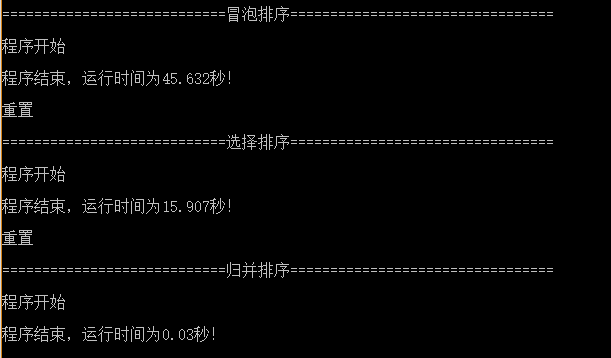 ============================冒泡排序=================================
程序开始
程序结束，运行时间为45.632秒!
重置
============================选择排序=================================
程序开始
程序结束，运行时间为15.907秒!
重置
============================归并排序=================================
程序开始
程序结束，运行时间为0.03秒!